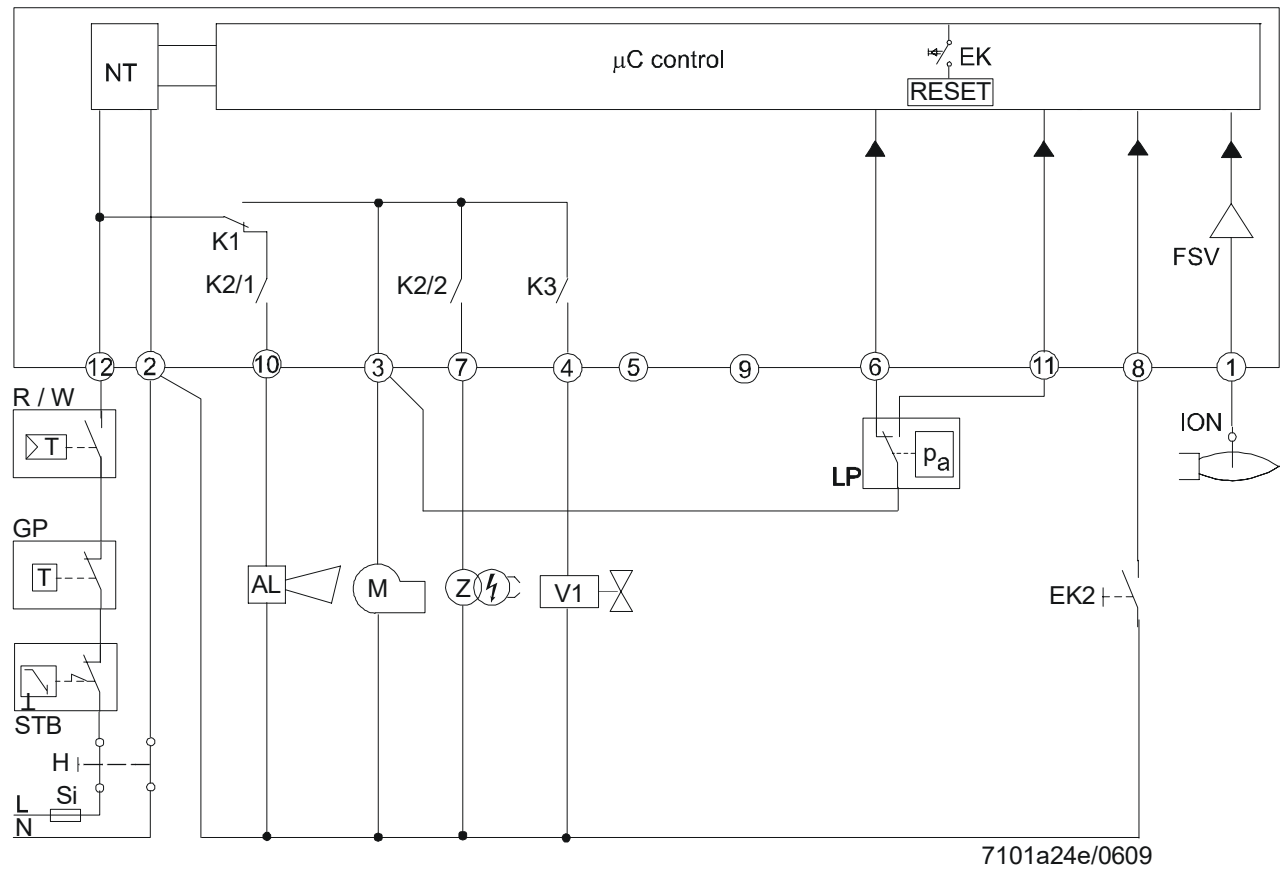 NT
μC control
EK
RESET
FSV
K1
K2/1
K2/2
K3
12
2
10
3
7
4
5
9
6
11
8
1
R / W
T
LP
pa
ION
GP
T
AL
M
Z
V1
EK2
STB
H
Si
L
N
7101a24e/0609